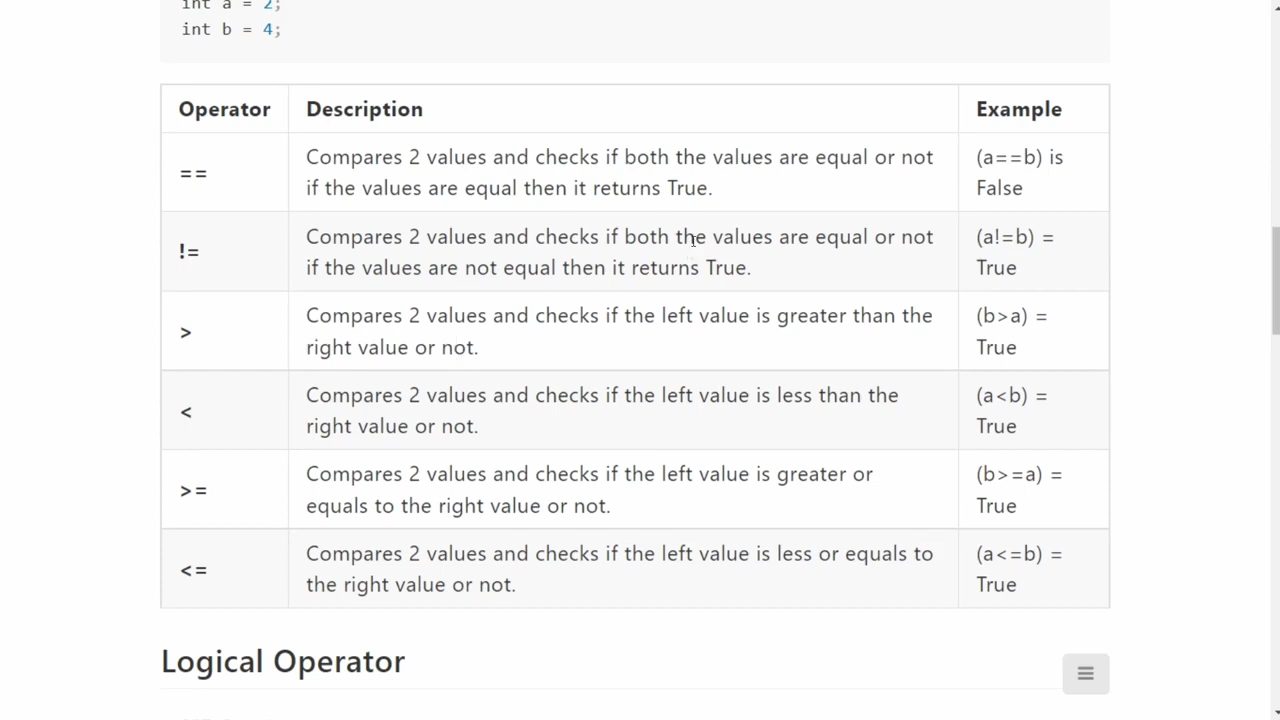 int a = 2;
int b = 4;
Operator Description Example
== Compares 2 values and checks if both the values are equal or not (a==b) is
if the values are equal then it returns True. False
!= Compares 2 values and checks if both the values are equal or not (a!=b) =
if the values are not equal then it returns True. True
> Compares 2 values and checks if the left value is greater than the (b>a) =
right value or not. True
< Compares 2 values and checks if the left value is less than the (a<b) =
right value or not. True
>= Compares 2 values and checks if the left value is greater or (b>=a) =
equals to the right value or not. True
<= Compares 2 values and checks if the left value is less or equals to (a<=b) =
the right value or not. True
Logical Operator